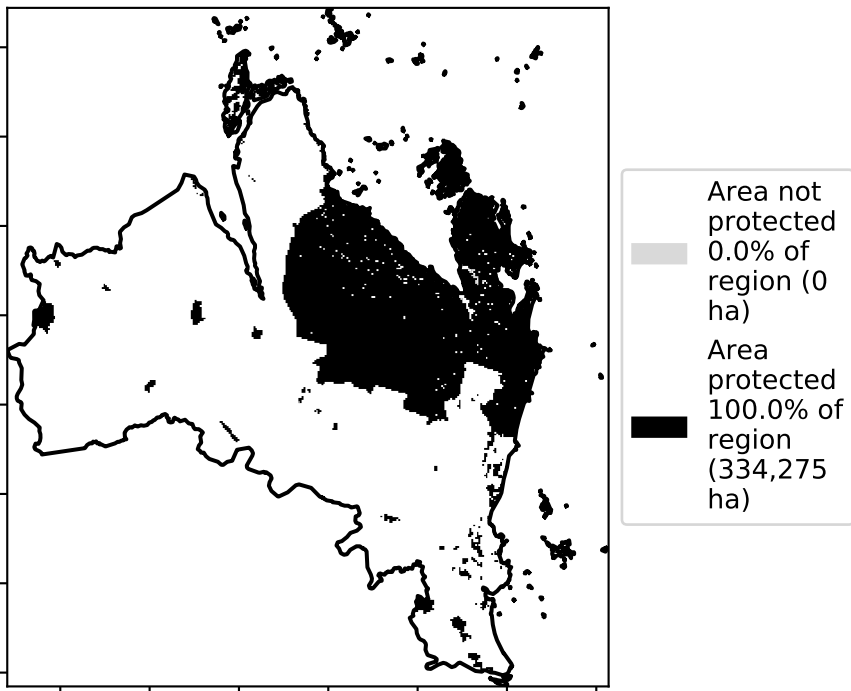 Area not
protected
0.0% of
region (0
ha)
Area
protected
100.0% of
region
(334,275
ha)